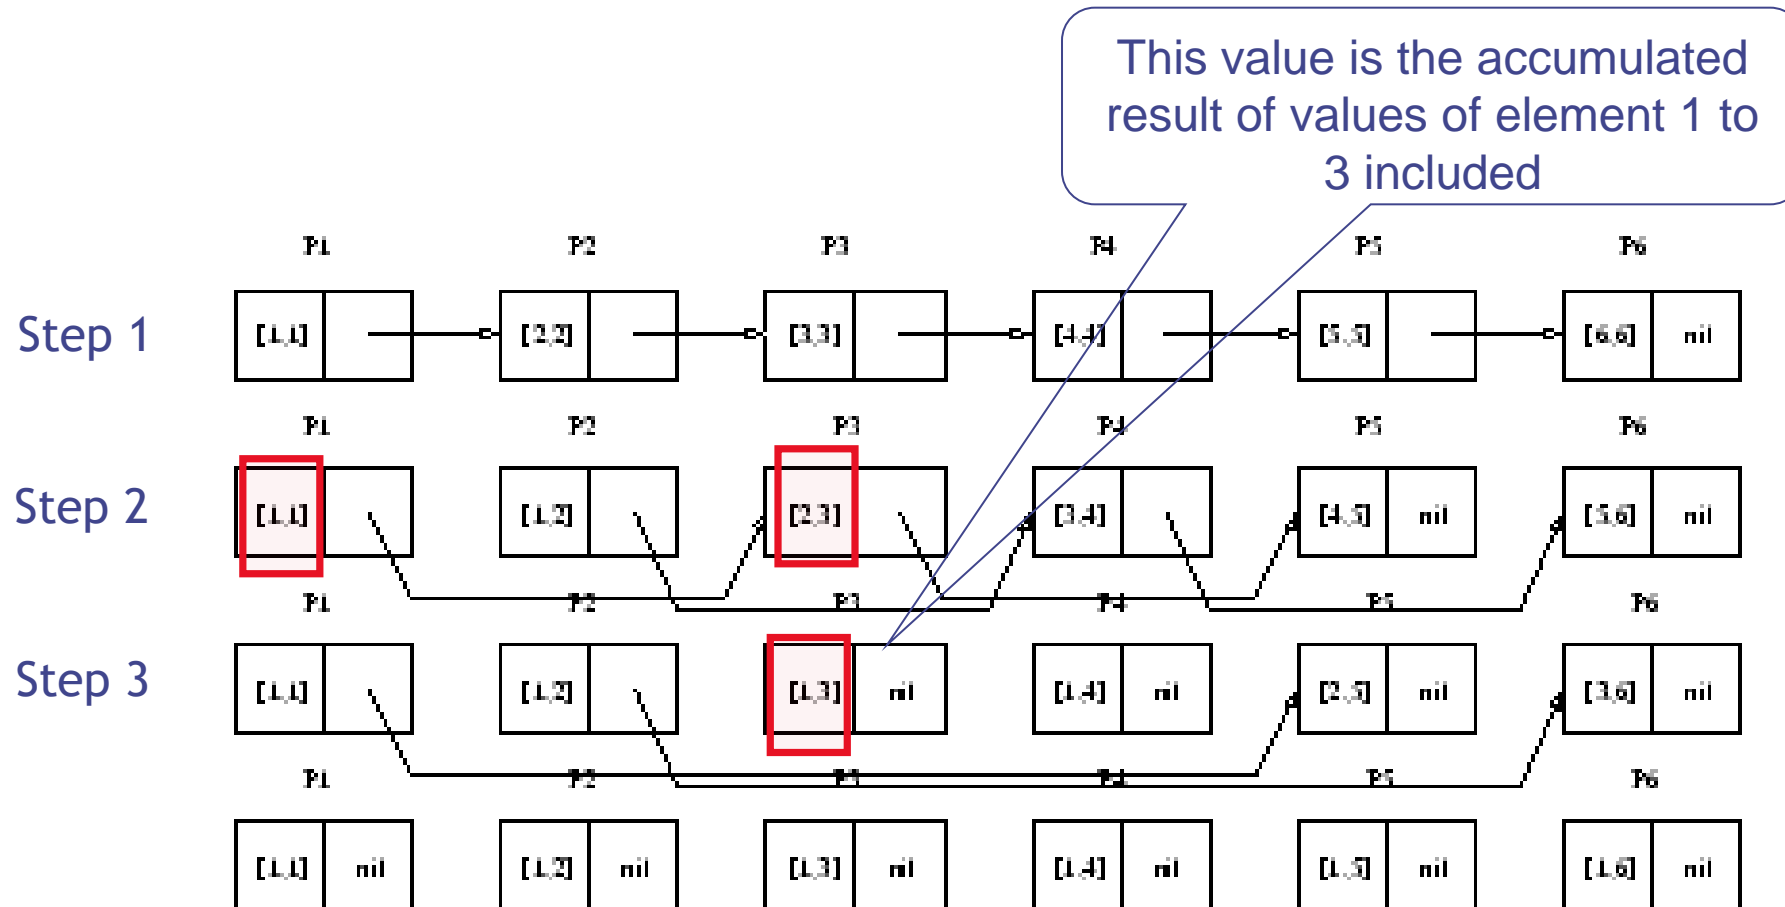 This value is the accumulated
result of values of element 1 to
3 included
P1 P2 P3 P4 P5 P6
Step 1 [1,1] [2,2] [3,3] [4,4] [5,5] [6,6] nil
P1 P2 P3 P4 P5 P6
Step 2 [1,1] [1,2] [2,3] [3,4] [4,5] nil [5,6] nil
P1 P2 P3 P4 P5 P6
Step 3 [1,1] [1,2] [1,3] nil [1,4] nil [2,5] nil [3,6] nil
P1 P2 P3 P4 P5 P6
[1,1] nil [1,2] nil [1,3] nil [1,4] nil [1,5] nil [1,6] nil